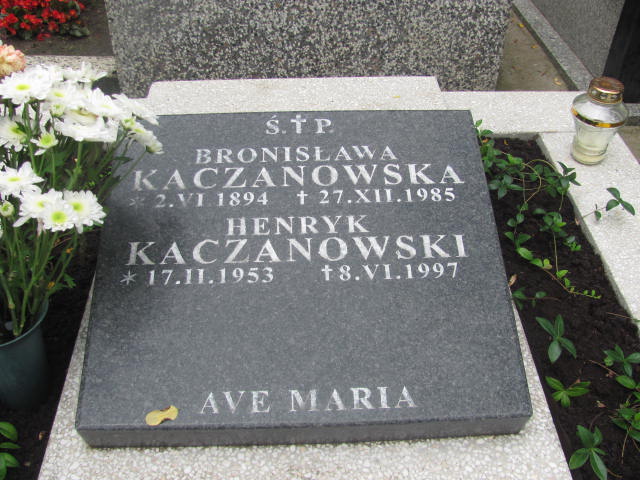 Ś.†P.
BRONISŁAWA
KACZANOWSKA
* 2.VI 1894 † 27.XII.1985
HENRYK
KACZANOWSKI
* 17.II.1953 † 8.VI.1997
AVE MARIA